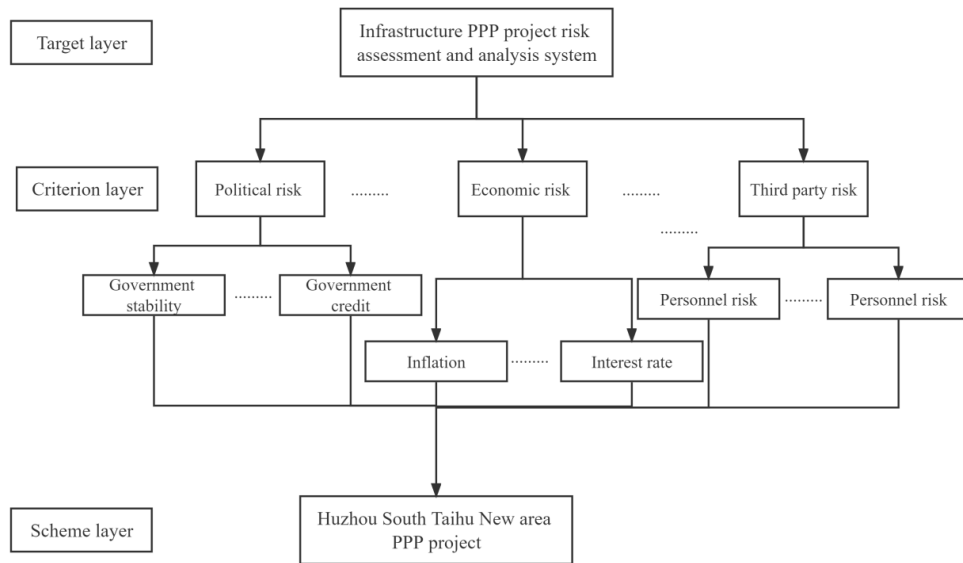 Target layer
Infrastructure PPP project risk
assessment and analysis system
Criterion layer
Political risk
.........
Economic risk
.........
Third party risk
.........
Government
stability
.........
Government
credit
Personnel risk
.........
Personnel risk
Inflation
.........
Interest rate
Scheme layer
Huzhou South Taihu New area
PPP project